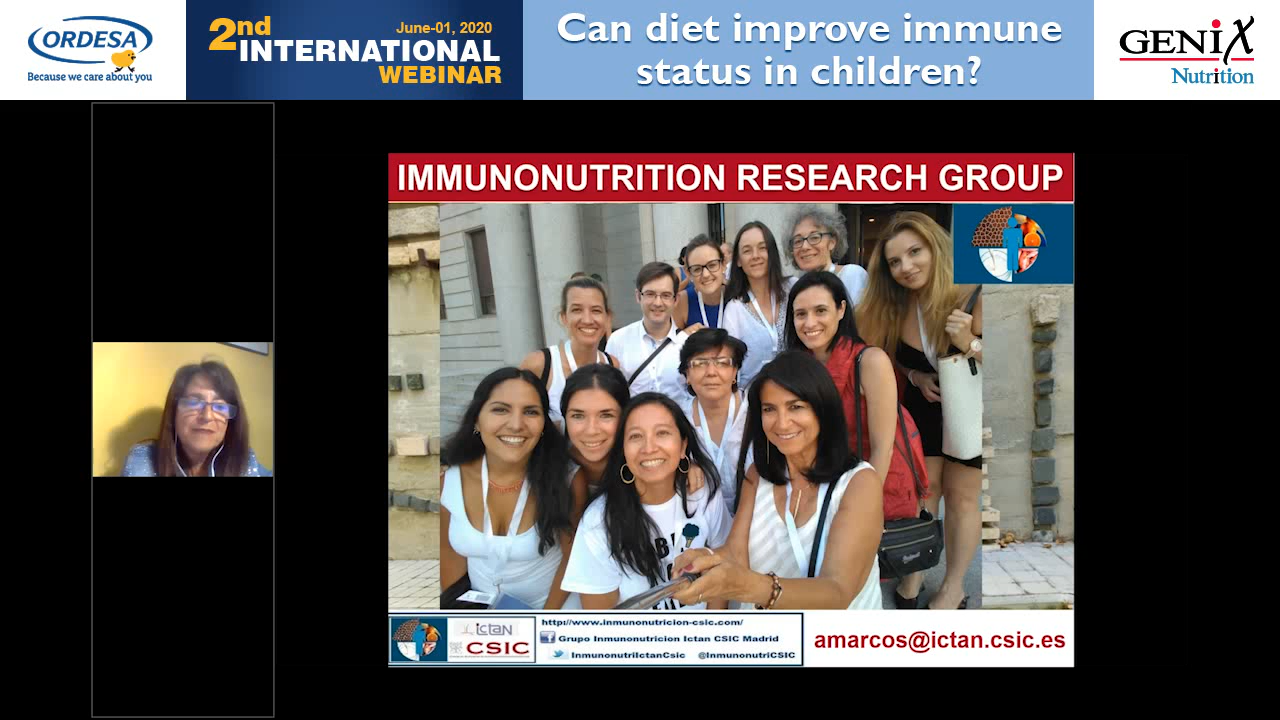 ORDESA
Because we care about you
2nd
June-01, 2020
INTERNATIONAL
WEBINAR
Can diet improve immune
status in children?
GENiX
Nutrition
IMMUNONUTRITION RESEARCH GROUP
ictaN
CSIC
http://www.inmunonutricion-csic.com/
Grupo Inmunonutricion Ictan CSIC Madrid
InmunonutriIctanCsic @InmunonutriCSIC
amarcos@ictan.csic.es